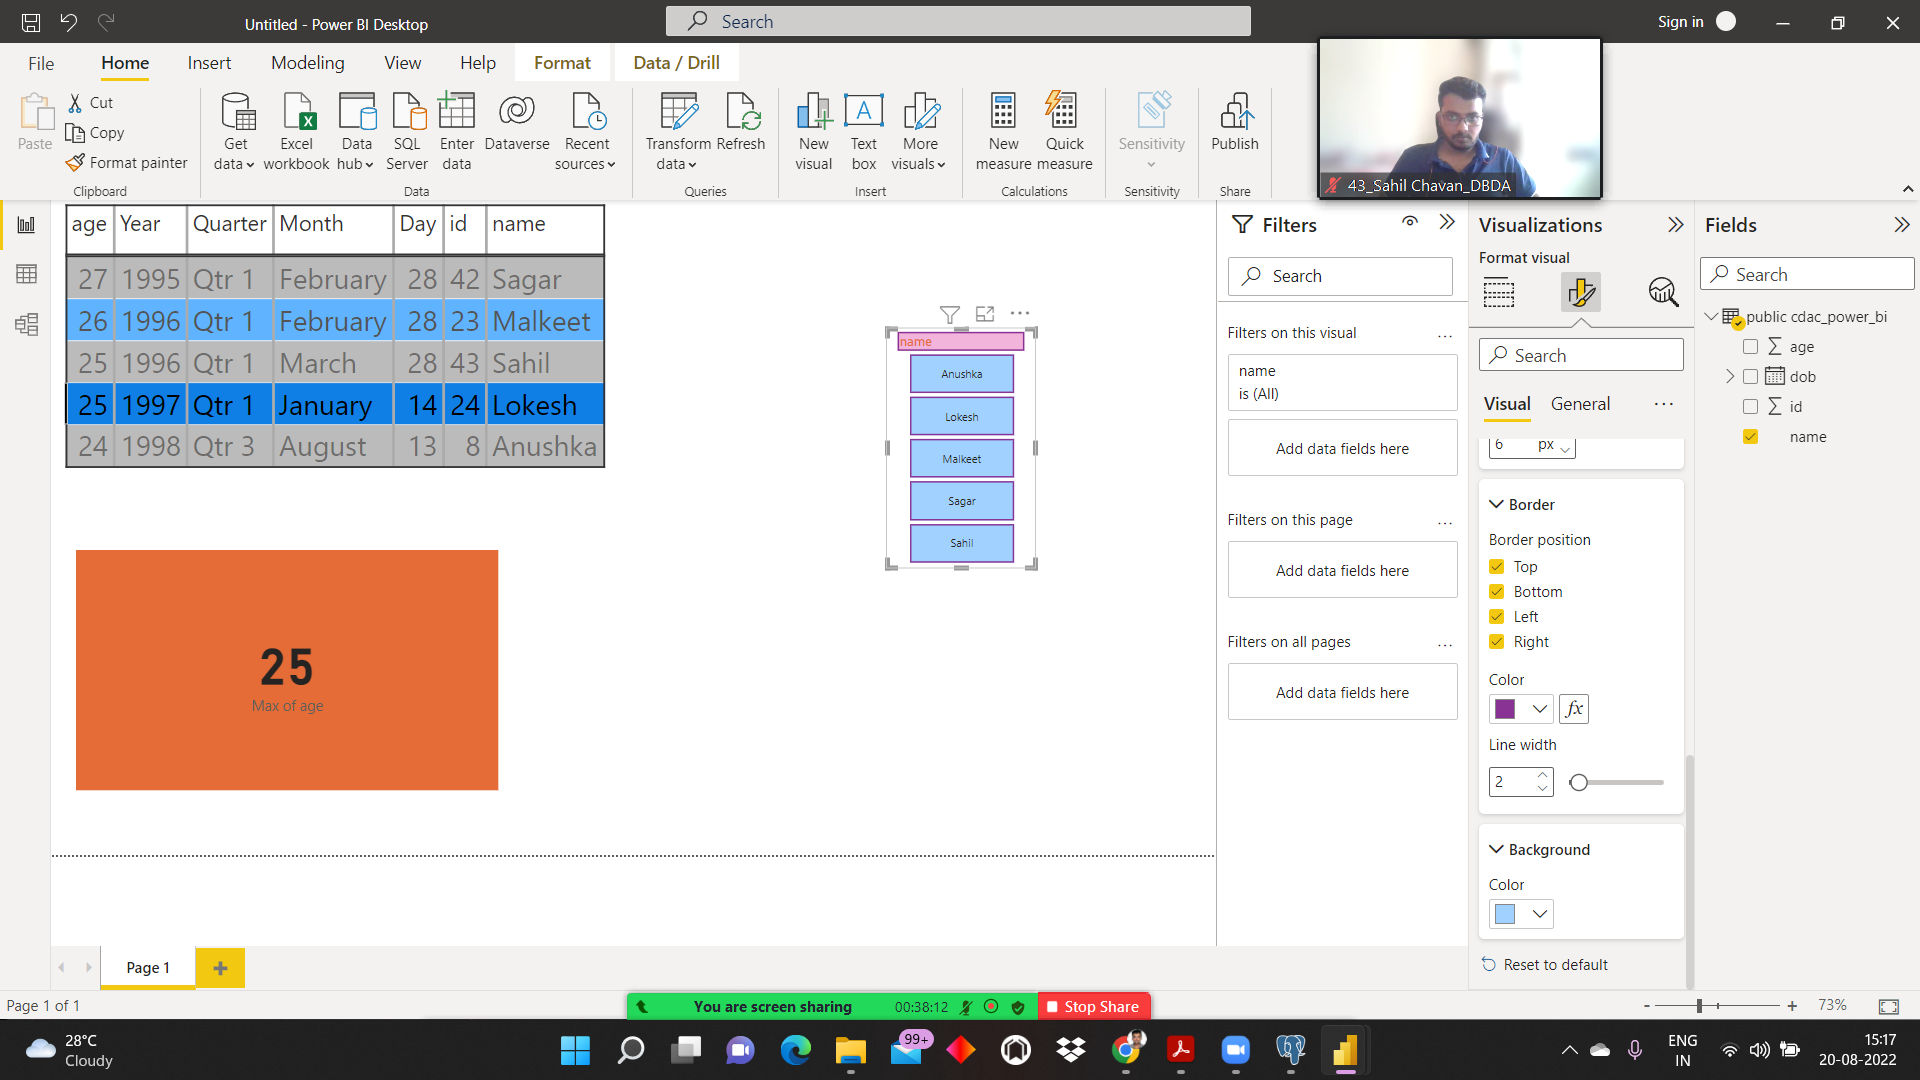 Untitled - Power BI Desktop
Search
Sign in
File
Home
Insert
Modeling
View
Help
Format
Data / Drill
Paste
Cut
Copy
Format painter
Clipboard
Get data
Excel workbook
Data hub
SQL Server
Enter data
Dataverse
Recent sources
Data
Transform data
Refresh
Queries
New visual
Text box
More visuals
Insert
New measure
Quick measure
Calculations
Sensitivity
Sensitivity
Publish
Share
43_Sahil Chavan_DBDA
age Year Quarter Month Day id name
27 1995 Qtr 1 February 28 42 Sagar
26 1996 Qtr 1 February 28 23 Malkeet
25 1996 Qtr 1 March 28 43 Sahil
25 1997 Qtr 1 January 14 24 Lokesh
24 1998 Qtr 3 August 13 8 Anushka
25
Max of age
name
Anushka
Lokesh
Malkeet
Sagar
Sahil
Filters
Search
Filters on this visual
name
is (All)
Add data fields here
Filters on this page
Add data fields here
Filters on all pages
Add data fields here
Visualizations
Format visual
Search
Visual
General
6 px
Border
Border position
Top
Bottom
Left
Right
Color
fx
Line width
2
Background
Color
Reset to default
Fields
Search
public cdac_power_bi
age
dob
id
name
Page 1
Page 1 of 1
You are screen sharing
00:38:12
Stop Share
- + 73%
28°C
Cloudy
99+
ENG
IN
15:17
20-08-2022